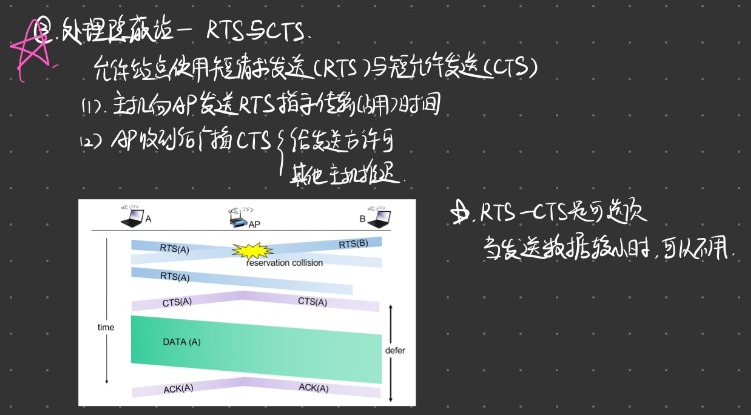 ③.处理隐蔽站— RTS与CTS.
允许站点使用短请求发送(RTS)与短允许发送(CTS)
(1).主机向AP发送RTS指示传输(占用)时间
(2) AP收到后广播CTS { 给发送方许可
其他主机推迟.
A
AP
B
RTS(A)
RTS(B)
reservation collision
RTS(A)
CTS(A)
CTS(A)
time
DATA (A)
defer
ACK(A)
ACK(A)
RTS—CTS是可选项
当发送数据较小时,可以不用.